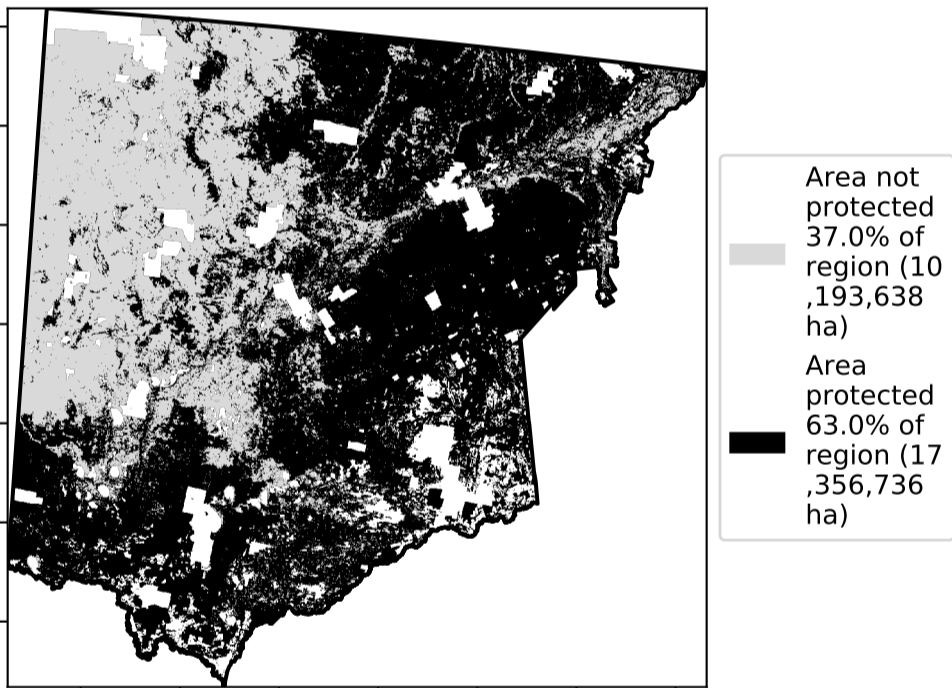 Area not
protected
37.0% of
region (10
,193,638
ha)
Area
protected
63.0% of
region (17
,356,736
ha)